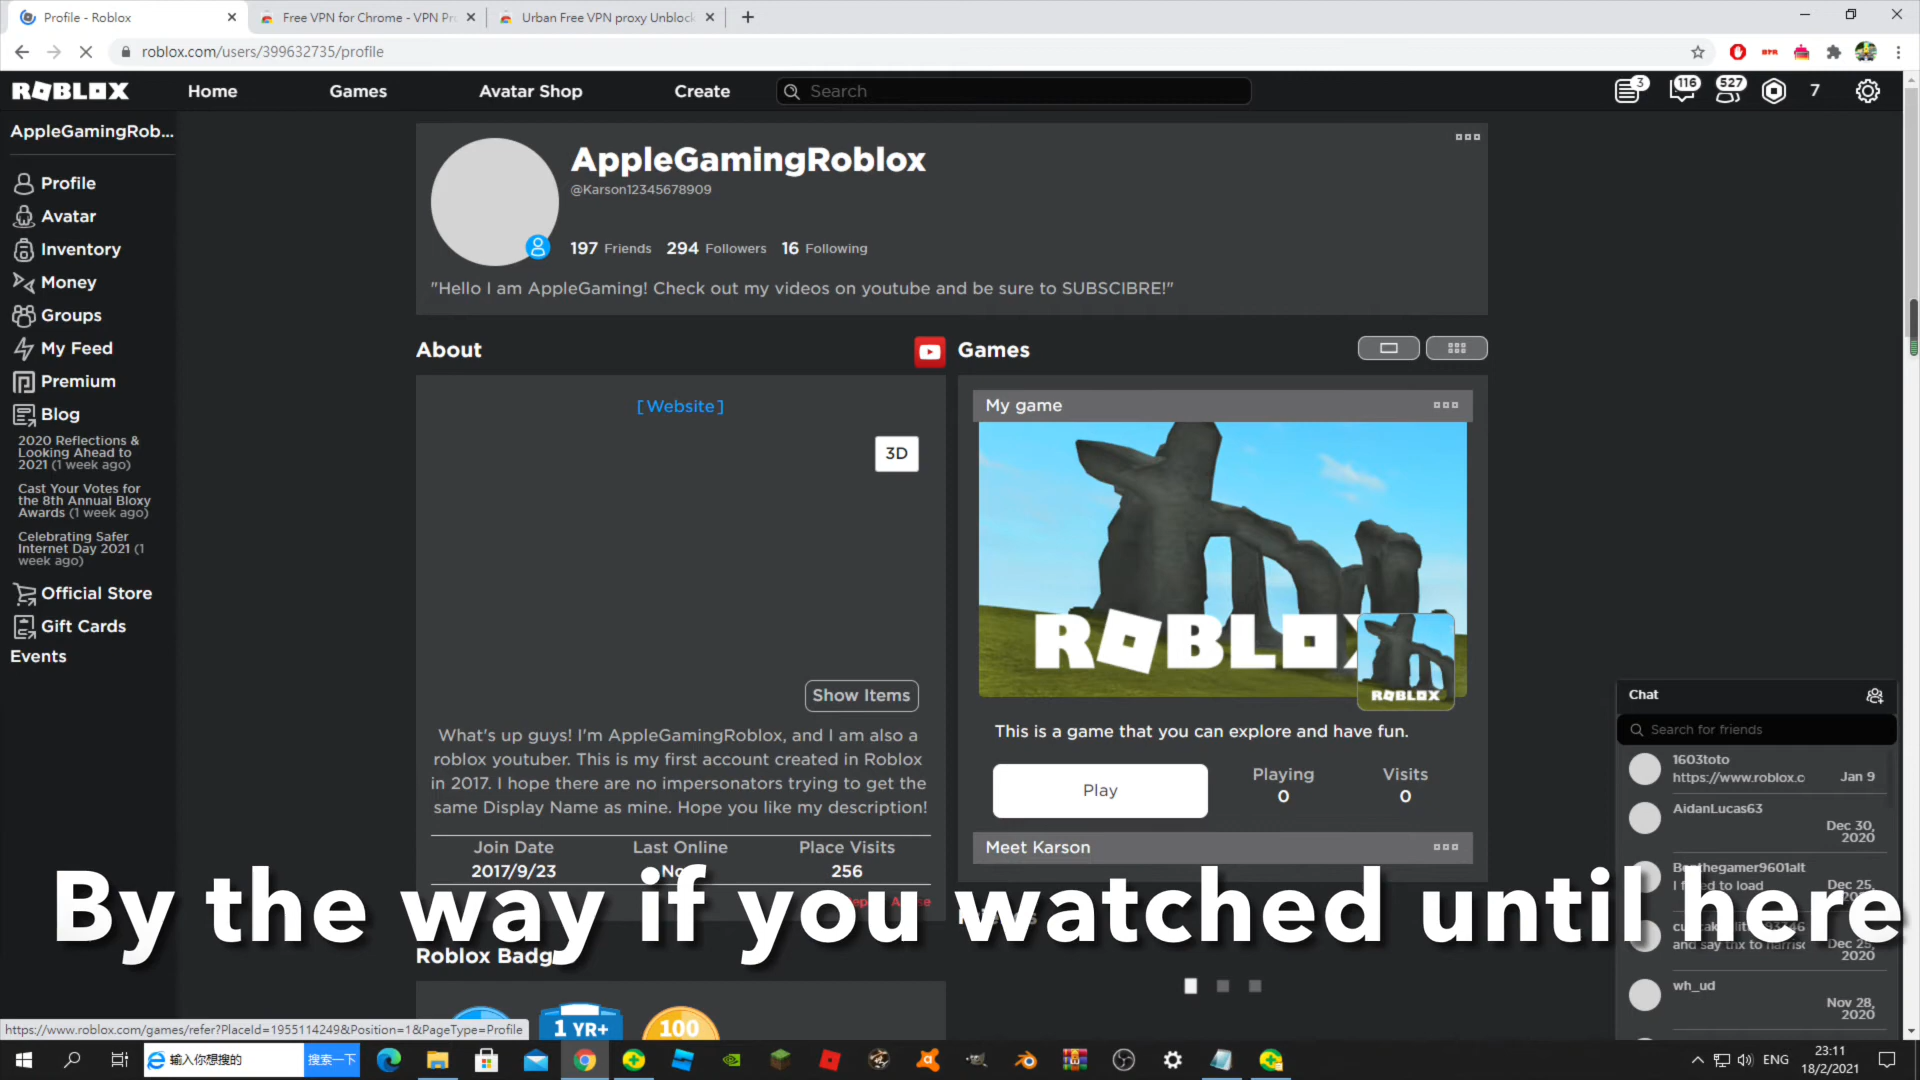 Profile - Roblox
Free VPN for Chrome - VPN Pr
Urban Free VPN proxy Unblock
roblox.com/users/399632735/profile
ROBLOX
Home
Games
Avatar Shop
Create
Search
3
116
527
7
AppleGamingRob...
Profile
Avatar
Inventory
Money
Groups
My Feed
Premium
Blog
2020 Reflections &
Looking Ahead to
2021 (1 week ago)
Cast Your Votes for
the 8th Annual Bloxy
Awards (1 week ago)
Celebrating Safer
Internet Day 2021 (1
week ago)
Official Store
Gift Cards
Events
AppleGamingRoblox
@Karson12345678909
197 Friends 294 Followers 16 Following
"Hello I am AppleGaming! Check out my videos on youtube and be sure to SUBSCIBRE!"
About
[Website]
3D
Show Items
What's up guys! I'm AppleGamingRoblox, and I am also a
roblox youtuber. This is my first account created in Roblox
in 2017. I hope there are no impersonators trying to get the
same Display Name as mine. Hope you like my description!
Join Date Last Online Place Visits
2017/9/23 256
Games
My game
ROBLOX
ROBLOX
This is a game that you can explore and have fun.
Play
Playing
0
Visits
0
Meet Karson
By the way if you watched until here
Roblox Badg
1 YR+
100
Chat
Search for friends
1603toto
https://www.roblox.c Jan 9
AidanLucas63
Dec 30,
2020
Dec 25,
and say thx to harrisc Dec 25,
2020
wh_ud
Nov 28,
2020
https://www.roblox.com/games/refer?PlaceId=1955114249&Position=1&PageType=Profile
输入你想搜的
搜索一下
ENG
23:11
18/2/2021